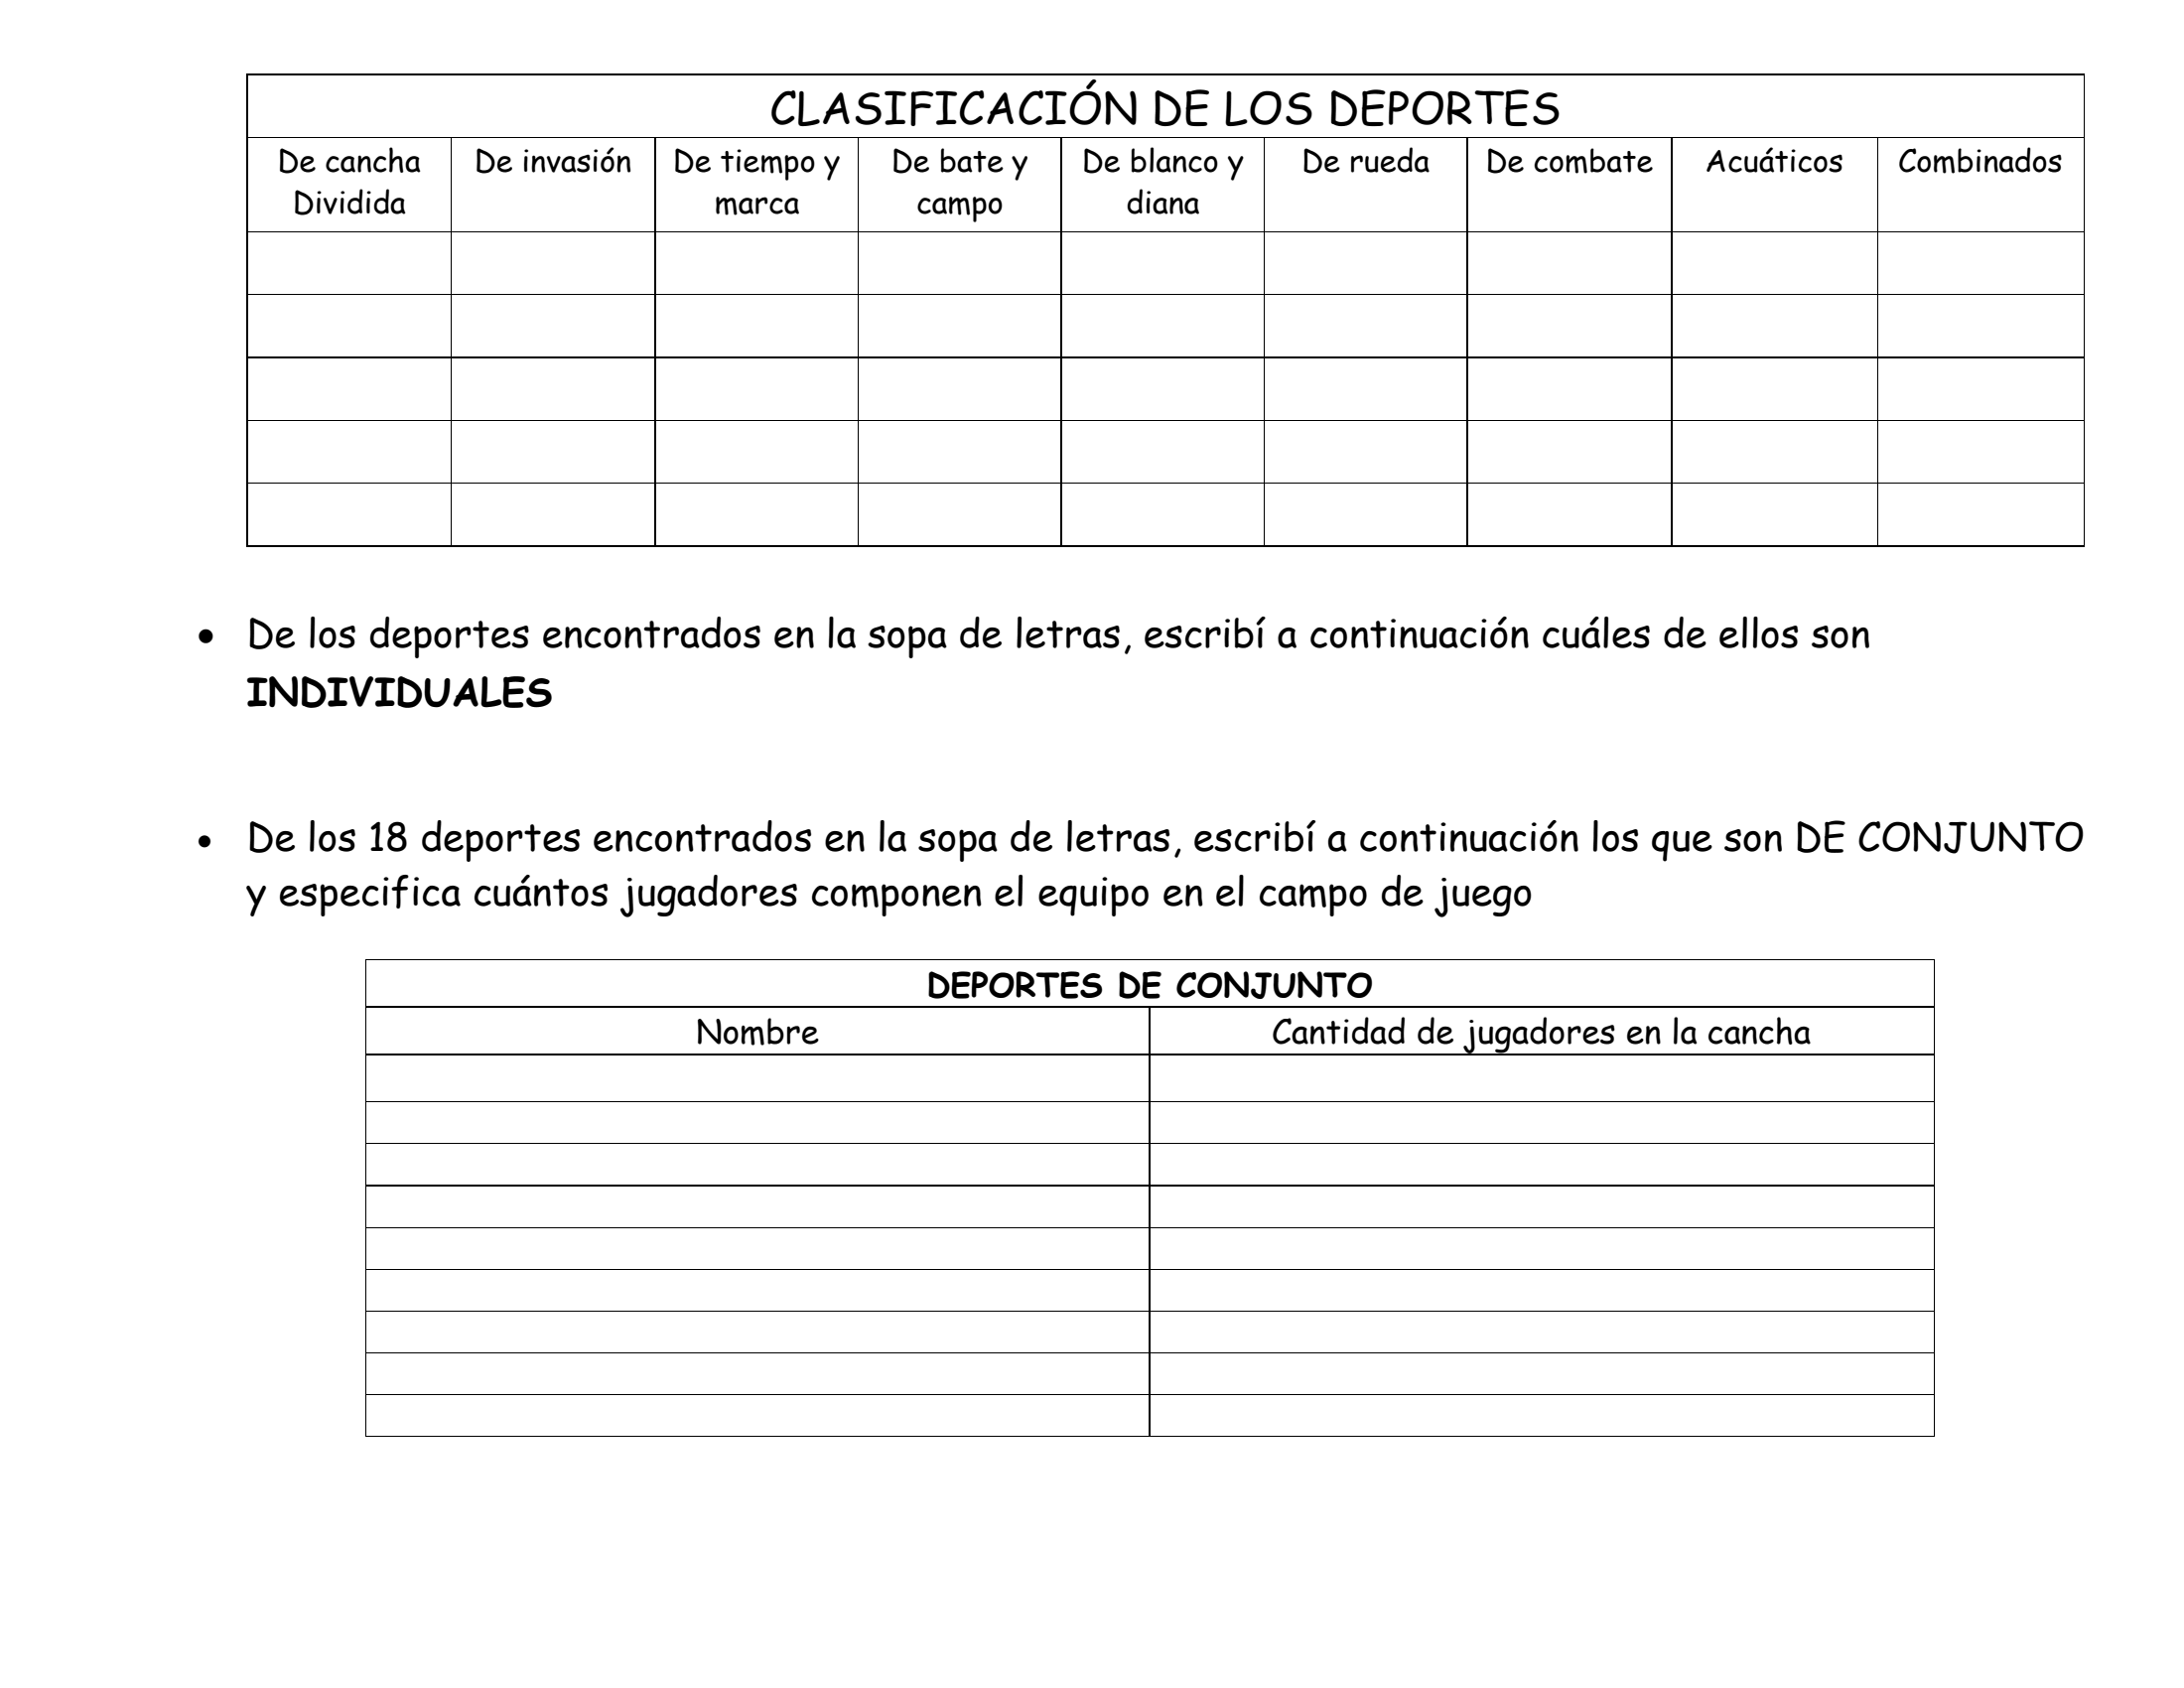 CLASIFICACIÓN DE LOS DEPORTES
De cancha Dividida
De invasión
De tiempo y marca
De bate y campo
De blanco y diana
De rueda
De combate
Acuáticos
Combinados
• De los deportes encontrados en la sopa de letras, escribí a continuación cuáles de ellos son
INDIVIDUALES
• De los 18 deportes encontrados en la sopa de letras, escribí a continuación los que son DE CONJUNTO
y especifica cuántos jugadores componen el equipo en el campo de juego
DEPORTES DE CONJUNTO
Nombre
Cantidad de jugadores en la cancha